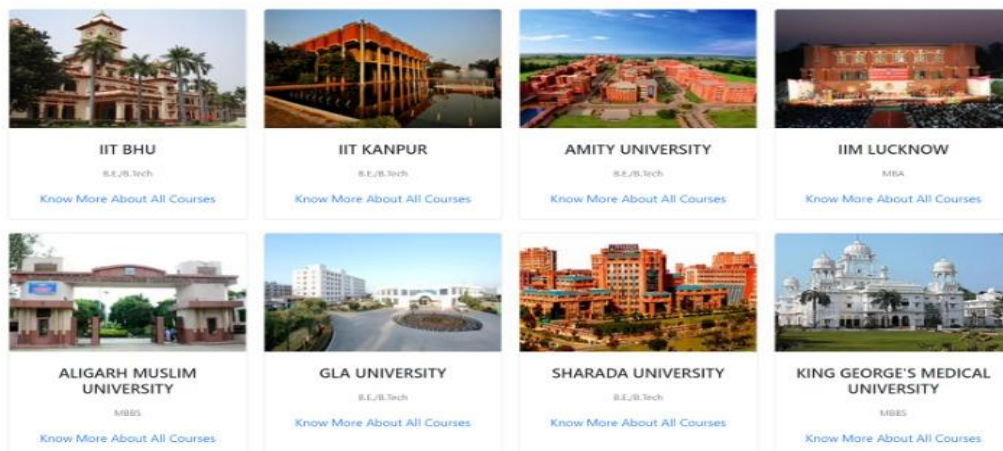 IIT BHU
B.E./B.Tech
Know More About All Courses
IIT KANPUR
B.E./B.Tech
Know More About All Courses
AMITY UNIVERSITY
B.E./B.Tech
Know More About All Courses
IIM LUCKNOW
MBA
Know More About All Courses
ALIGARH MUSLIM
UNIVERSITY
MBBS
Know More About All Courses
GLA UNIVERSITY
B.E./B.Tech
Know More About All Courses
SHARADA UNIVERSITY
B.E./B.Tech
Know More About All Courses
KING GEORGE'S MEDICAL
UNIVERSITY
MBBS
Know More About All Courses